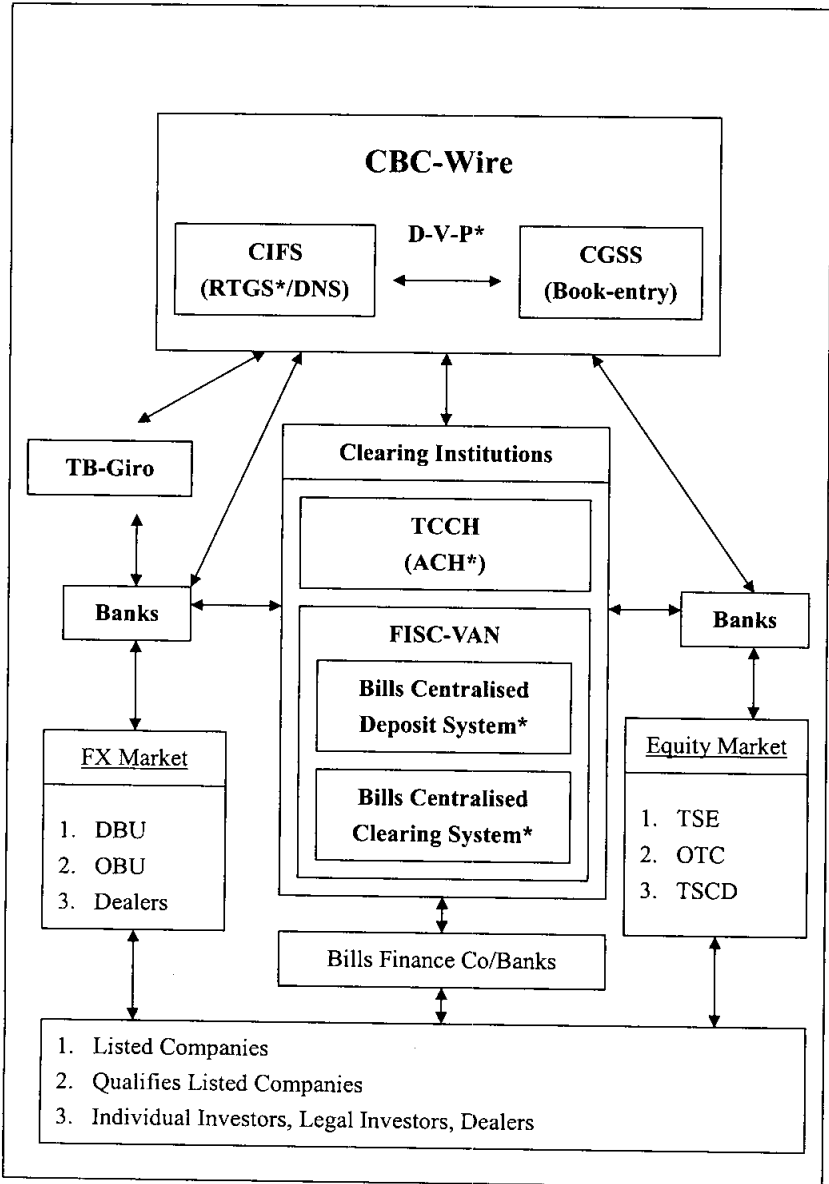 CBC-Wire
D-V-P*
CIFS
(RTGS*/DNS)
CGSS
(Book-entry)
TB-Giro
Clearing Institutions
TCCH
(ACH*)
Banks
FISC-VAN
Banks
Bills Centralised
Deposit System*
FX Market
Equity Market
Bills Centralised
Clearing System*
1. DBU
2. OBU
3. Dealers
1. TSE
2. OTC
3. TSCD
Bills Finance Co/Banks
1. Listed Companies
2. Qualifies Listed Companies
3. Individual Investors, Legal Investors, Dealers